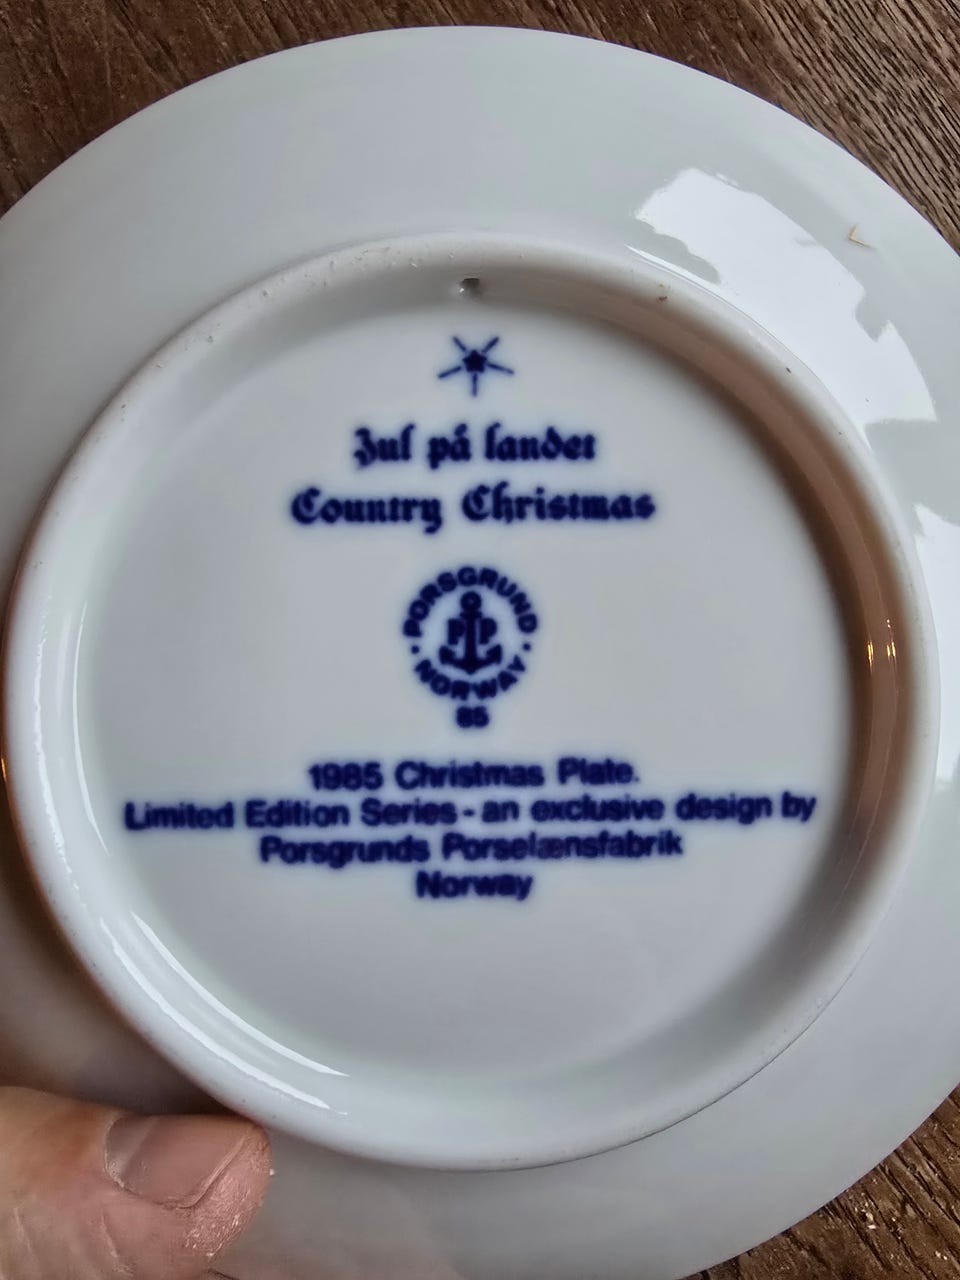 Jul på landet
Country Christmas
PORSGRUND
PP
NORWAY
85
1985 Christmas Plate.
Limited Edition Series - an exclusive design by
Porsgrunds Porselænsfabrik
Norway